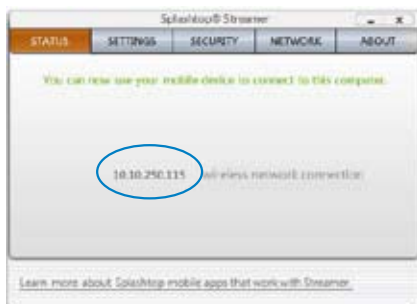 Splashtop® Streamer
STATUS SETTINGS SECURITY NETWORK ABOUT
You can now use your mobile device to connect to this computer.
10.10.250.115 wireless network connection
Learn more about Splashtop mobile apps that work with Streamer.